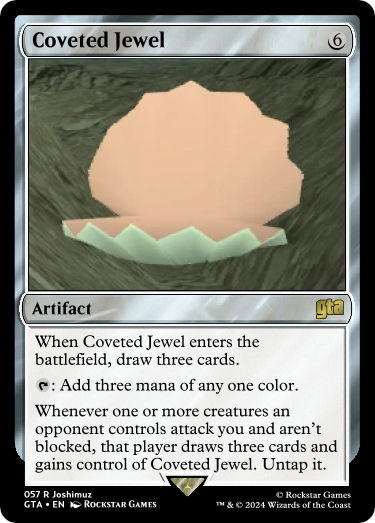 Coveted Jewel 6
Artifact gta
When Coveted Jewel enters the
battlefield, draw three cards.
: Add three mana of any one color.
Whenever one or more creatures an
opponent controls attack you and aren't
blocked, that player draws three cards and
gains control of Coveted Jewel. Untap it.
057 R Joshimuz © Rockstar Games
GTA • EN Rockstar Games ™ & © 2024 Wizards of the Coast